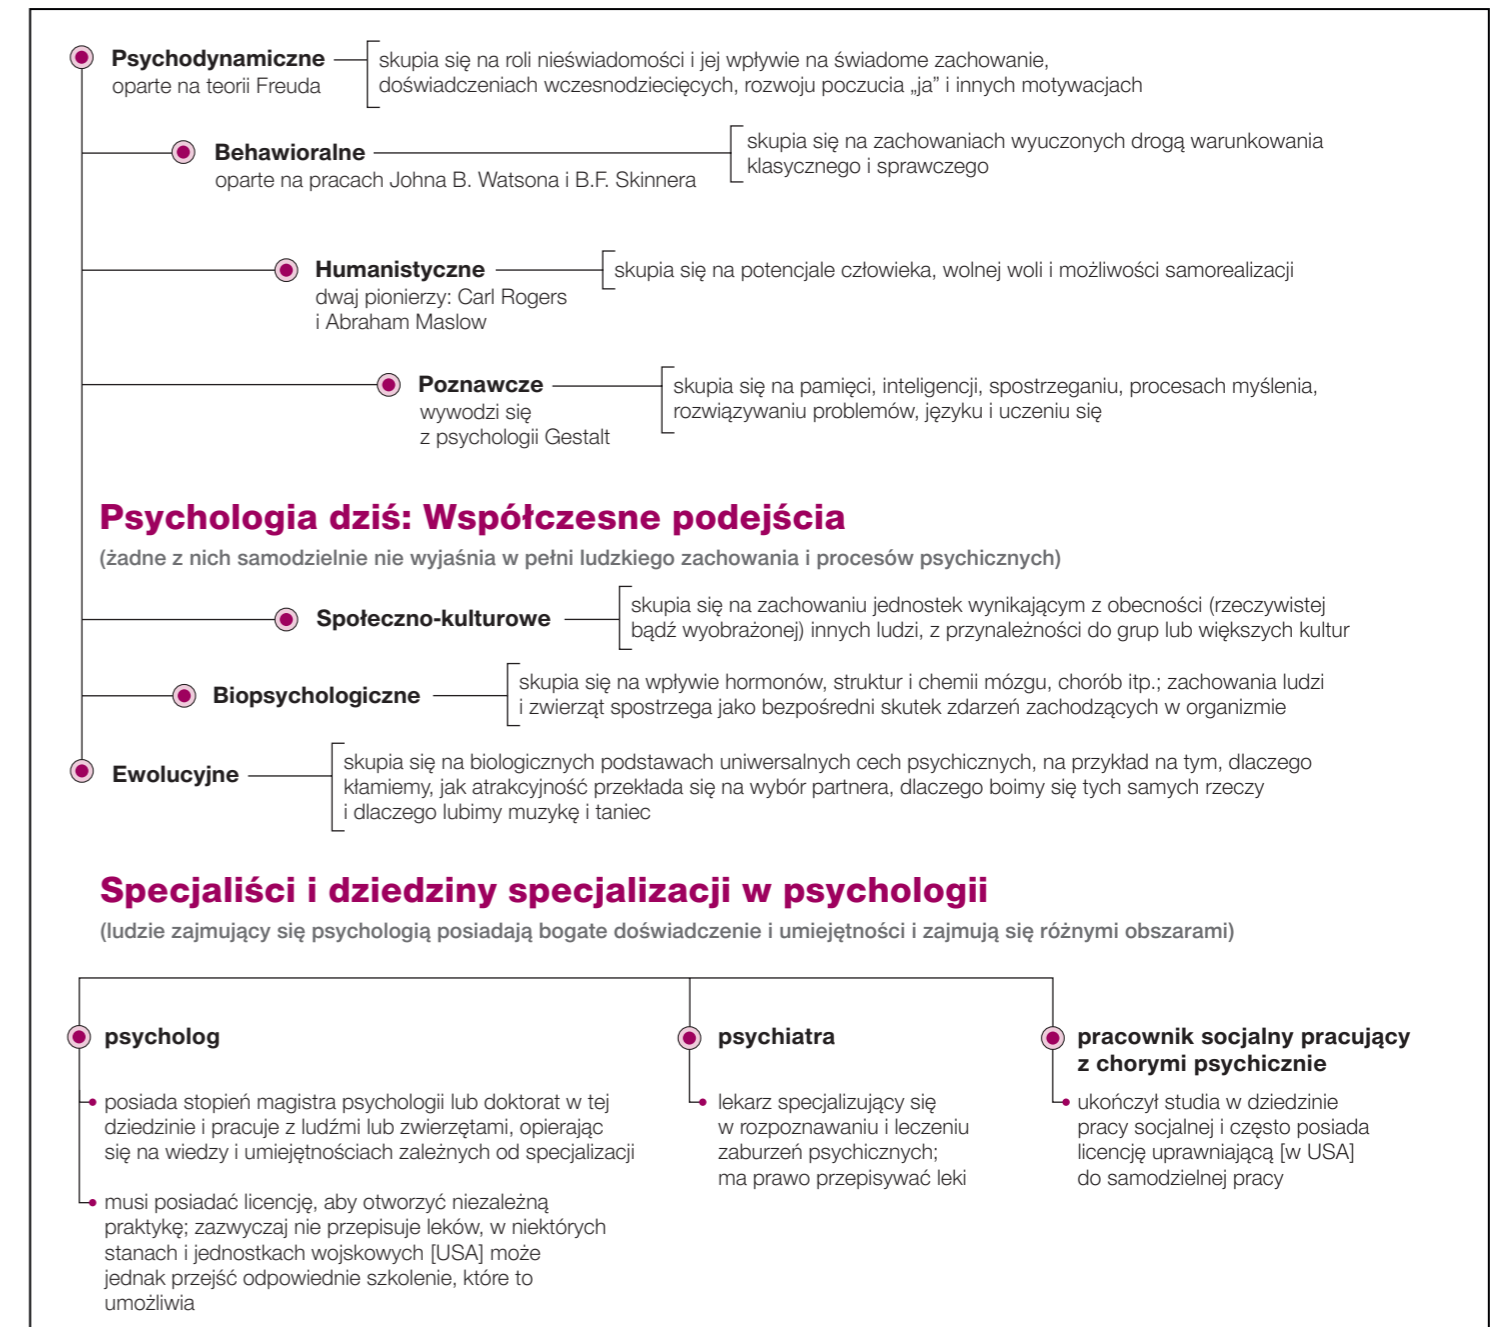 Psychodynamiczne
oparte na teorii Freuda
skupia się na roli nieświadomości i jej wpływie na świadome zachowanie,
doświadczeniach wczesnodziecięcych, rozwoju poczucia „ja” i innych motywacjach
Behawioralne
oparte na pracach Johna B. Watsona i B.F. Skinnera
skupia się na zachowaniach wyuczonych drogą warunkowania
klasycznego i sprawczego
Humanistyczne
dwaj pionierzy: Carl Rogers
i Abraham Maslow
skupia się na potencjale człowieka, wolnej woli i możliwości samorealizacji
Poznawcze
wywodzi się
z psychologii Gestalt
skupia się na pamięci, inteligencji, spostrzeganiu, procesach myślenia,
rozwiązywaniu problemów, języku i uczeniu się
Psychologia dziś: Współczesne podejścia
(żadne z nich samodzielnie nie wyjaśnia w pełni ludzkiego zachowania i procesów psychicznych)
Społeczno-kulturowe
skupia się na zachowaniu jednostek wynikającym z obecności (rzeczywistej
bądź wyobrażonej) innych ludzi, z przynależności do grup lub większych kultur
Biopsychologiczne
skupia się na wpływie hormonów, struktur i chemii mózgu, chorób itp.; zachowania ludzi
i zwierząt spostrzega jako bezpośredni skutek zdarzeń zachodzących w organizmie
Ewolucyjne
skupia się na biologicznych podstawach uniwersalnych cech psychicznych, na przykład na tym, dlaczego
kłamiemy, jak atrakcyjność przekłada się na wybór partnera, dlaczego boimy się tych samych rzeczy
i dlaczego lubimy muzykę i taniec
Specjaliści i dziedziny specjalizacji w psychologii
(ludzie zajmujący się psychologią posiadają bogate doświadczenie i umiejętności i zajmują się różnymi obszarami)
psycholog
posiada stopień magistra psychologii lub doktorat w tej
dziedzinie i pracuje z ludźmi lub zwierzętami, opierając
się na wiedzy i umiejętnościach zależnych od specjalizacji
musi posiadać licencję, aby otworzyć niezależną
praktykę; zazwyczaj nie przepisuje leków, w niektórych
stanach i jednostkach wojskowych [USA] może
jednak przejść odpowiednie szkolenie, które to
umożliwia
psychiatra
lekarz specjalizujący się
w rozpoznawaniu i leczeniu
zaburzeń psychicznych;
ma prawo przepisywać leki
pracownik socjalny pracujący
z chorymi psychicznie
ukończył studia w dziedzinie
pracy socjalnej i często posiada
licencję uprawniającą [w USA]
do samodzielnej pracy